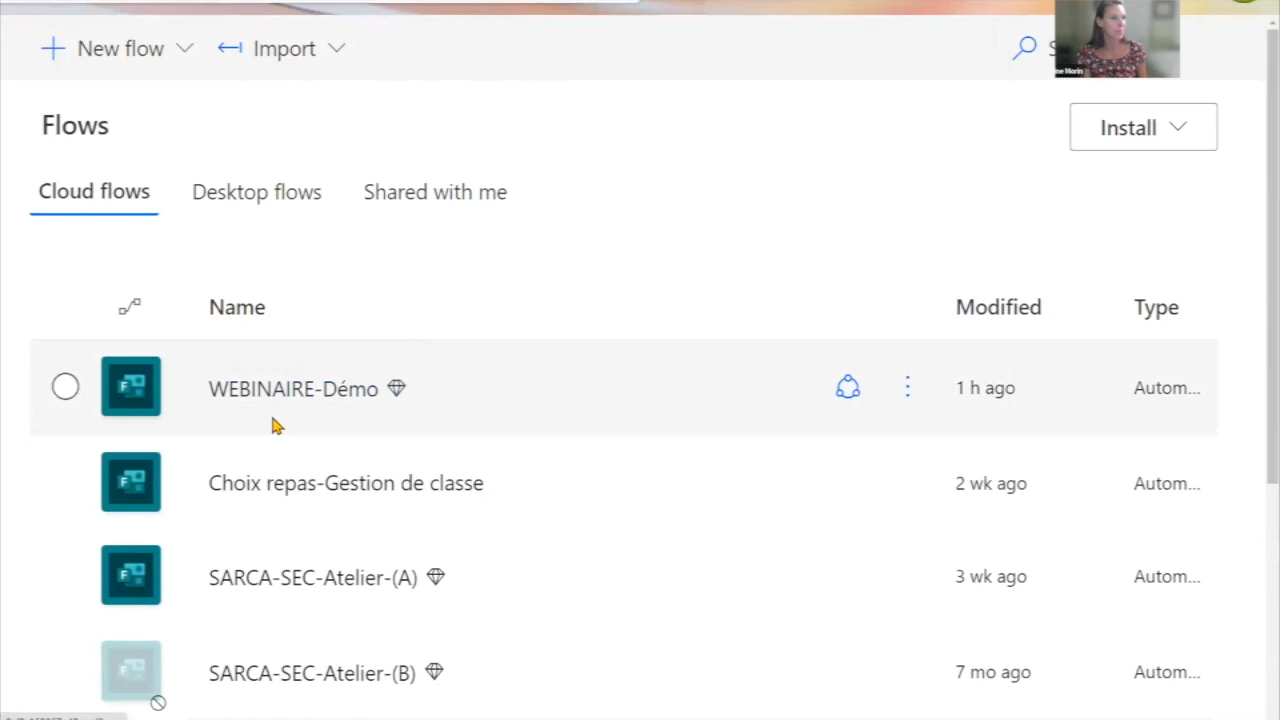 New flow
Import
Install
Flows
Cloud flows
Desktop flows
Shared with me
Name
Modified
Type
WEBINAIRE-Démo
1 h ago
Autom...
Choix repas-Gestion de classe
2 wk ago
Autom...
SARCA-SEC-Atelier-(A)
3 wk ago
Autom...
SARCA-SEC-Atelier-(B)
7 mo ago
Autom...